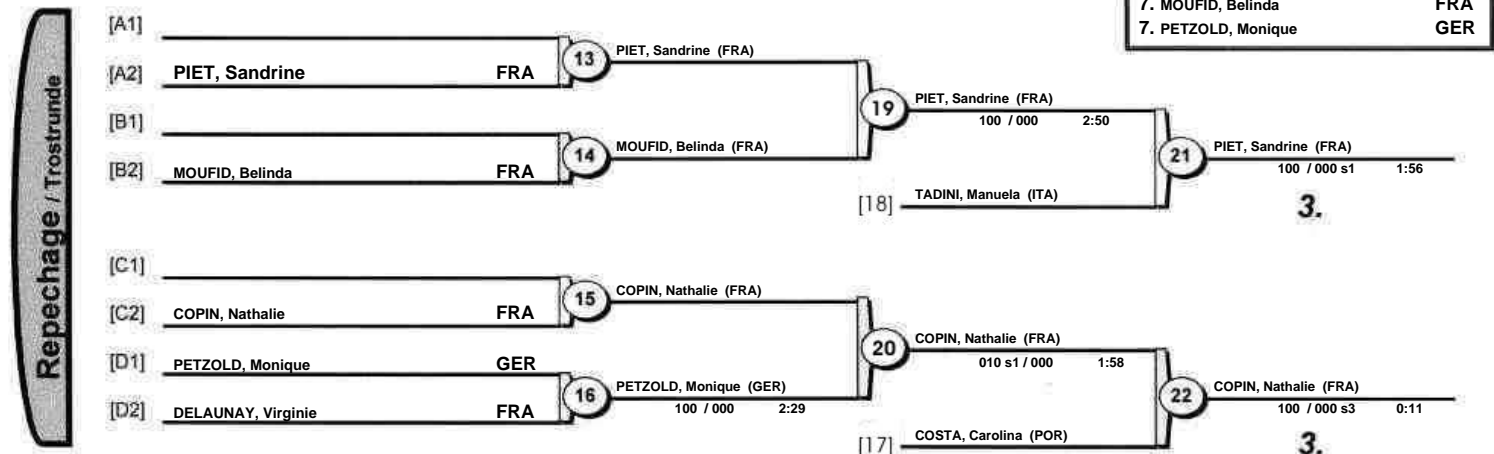 7. MOUFID, Belinda FRA
7. PETZOLD, Monique GER
Repechage / Trostrunde
[A1]
[A2] PIET, Sandrine FRA
13
PIET, Sandrine (FRA)
[B1]
[B2] MOUFID, Belinda FRA
14
MOUFID, Belinda (FRA)
19
PIET, Sandrine (FRA)
100 / 000 2:50
[18] TADINI, Manuela (ITA)
21
PIET, Sandrine (FRA)
100 / 000 s1 1:56
3.
[C1]
[C2] COPIN, Nathalie FRA
15
COPIN, Nathalie (FRA)
[D1] PETZOLD, Monique GER
[D2] DELAUNAY, Virginie FRA
16
PETZOLD, Monique (GER)
100 / 000 2:29
20
COPIN, Nathalie (FRA)
010 s1 / 000 1:58
[17] COSTA, Carolina (POR)
22
COPIN, Nathalie (FRA)
100 / 000 s3 0:11
3.